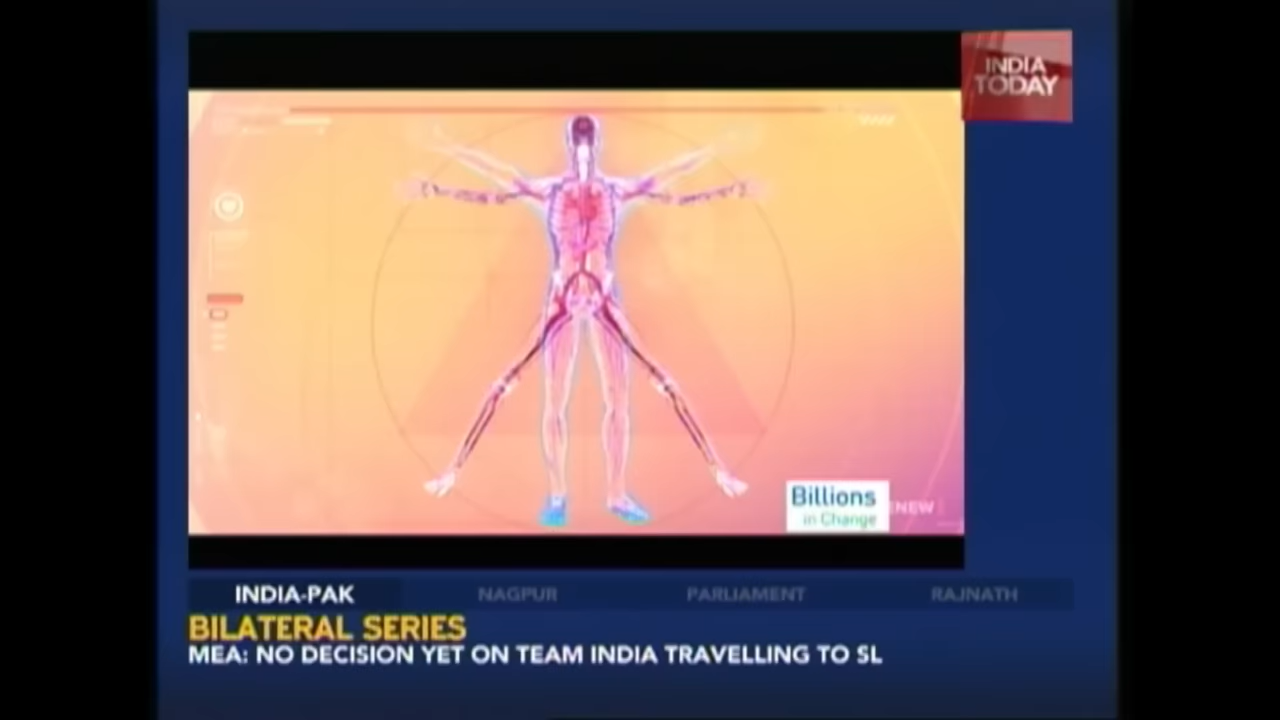 INDIA
TODAY
Billions
in Change
ENEW
INDIA-PAK
NAGPUR
PARLIAMENT
RAJNATH
BILATERAL SERIES
MEA: NO DECISION YET ON TEAM INDIA TRAVELLING TO SL